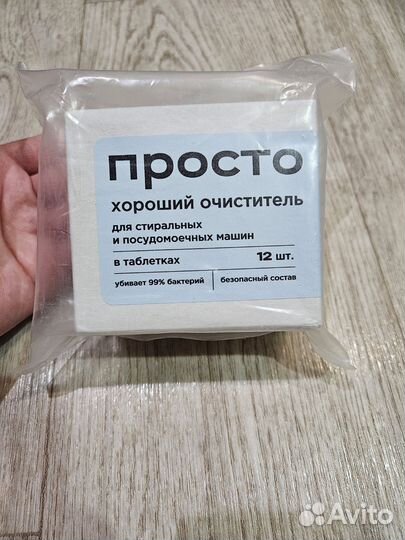 просто
хороший очиститель
для стиральных
и посудомоечных машин
в таблетках 12 шт.
убивает 99% бактерий безопасный состав
Avito